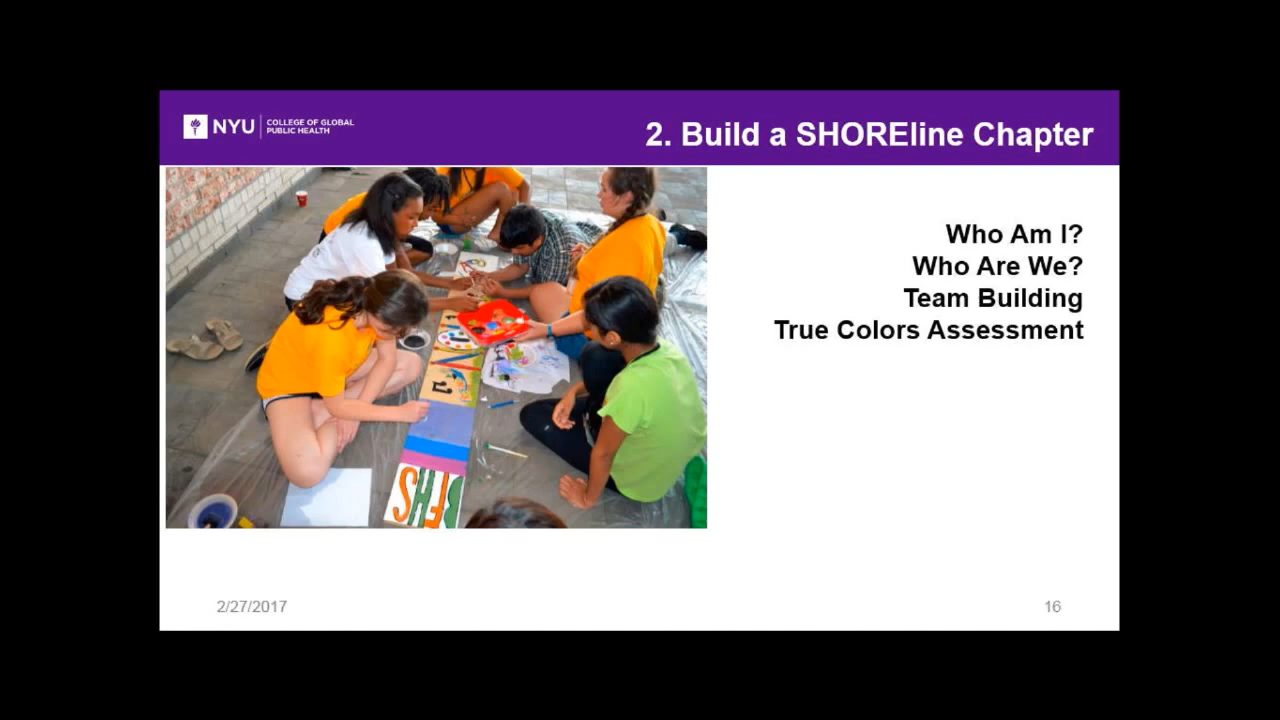 NYU
COLLEGE OF GLOBAL
PUBLIC HEALTH
2. Build a SHOREline Chapter
Who Am I?
Who Are We?
Team Building
True Colors Assessment
BFHS
2/27/2017
16